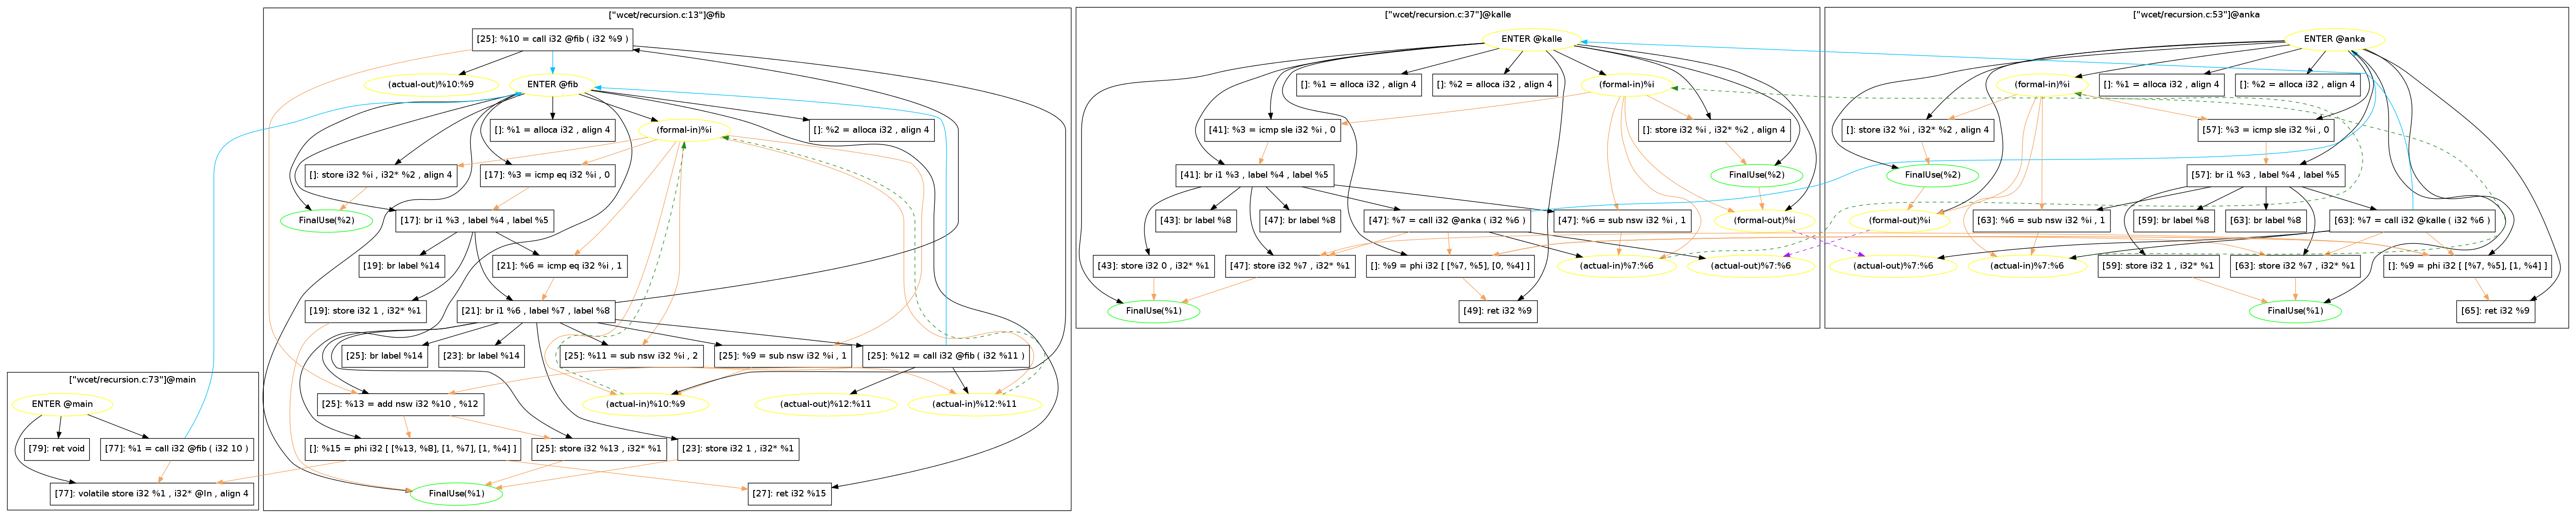 ["wcet/recursion.c:13"]@fib
[25]: %10 = call i32 @fib ( i32 %9 )
(actual-out)%10:%9
ENTER @fib
[]: %1 = alloca i32 , align 4
(formal-in)%i
[]: %2 = alloca i32 , align 4
[]: store i32 %i , i32* %2 , align 4
[17]: %3 = icmp eq i32 %i , 0
FinalUse(%2)
[17]: br i1 %3 , label %4 , label %5
[19]: br label %14
[21]: %6 = icmp eq i32 %i , 1
[19]: store i32 1 , i32* %1
[21]: br i1 %6 , label %7 , label %8
[25]: br label %14
[23]: br label %14
[25]: %11 = sub nsw i32 %i , 2
[25]: %9 = sub nsw i32 %i , 1
[25]: %12 = call i32 @fib ( i32 %11 )
[25]: %13 = add nsw i32 %10 , %12
(actual-in)%10:%9
(actual-out)%12:%11
(actual-in)%12:%11
[]: %15 = phi i32 [ [%13, %8], [1, %7], [1, %4] ]
[25]: store i32 %13 , i32* %1
[23]: store i32 1 , i32* %1
FinalUse(%1)
[27]: ret i32 %15
["wcet/recursion.c:73"]@main
ENTER @main
[79]: ret void
[77]: %1 = call i32 @fib ( i32 10 )
[77]: volatile store i32 %1 , i32* @In , align 4
["wcet/recursion.c:37"]@kalle
ENTER @kalle
[]: %1 = alloca i32 , align 4
[]: %2 = alloca i32 , align 4
(formal-in)%i
[41]: %3 = icmp sle i32 %i , 0
[]: store i32 %i , i32* %2 , align 4
[41]: br i1 %3 , label %4 , label %5
FinalUse(%2)
[43]: br label %8
[47]: br label %8
[47]: %7 = call i32 @anka ( i32 %6 )
[47]: %6 = sub nsw i32 %i , 1
(formal-out)%i
[43]: store i32 0 , i32* %1
[47]: store i32 %7 , i32* %1
[]: %9 = phi i32 [ [%7, %5], [0, %4] ]
(actual-in)%7:%6
(actual-out)%7:%6
FinalUse(%1)
[49]: ret i32 %9
["wcet/recursion.c:53"]@anka
ENTER @anka
(formal-in)%i
[]: %1 = alloca i32 , align 4
[]: %2 = alloca i32 , align 4
[]: store i32 %i , i32* %2 , align 4
[57]: %3 = icmp sle i32 %i , 0
FinalUse(%2)
[57]: br i1 %3 , label %4 , label %5
(formal-out)%i
[63]: %6 = sub nsw i32 %i , 1
[59]: br label %8
[63]: br label %8
[63]: %7 = call i32 @kalle ( i32 %6 )
(actual-out)%7:%6
(actual-in)%7:%6
[59]: store i32 1 , i32* %1
[63]: store i32 %7 , i32* %1
[]: %9 = phi i32 [ [%7, %5], [1, %4] ]
FinalUse(%1)
[65]: ret i32 %9